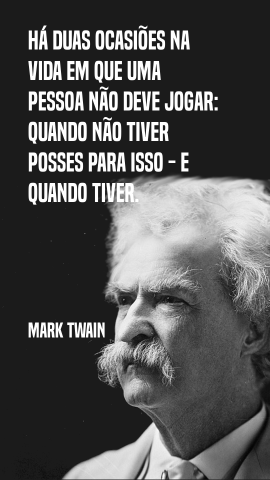 HÁ DUAS OCASIÕES NA
VIDA EM QUE UMA
PESSOA NÃO DEVE JOGAR:
QUANDO NÃO TIVER
POSSES PARA ISSO - E
QUANDO TIVER.
MARK TWAIN